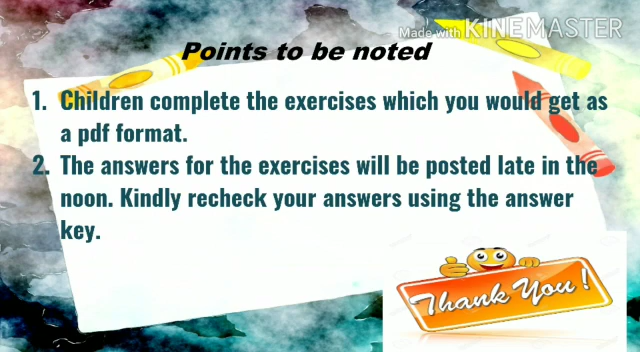 Made with KINEMASTER
Points to be noted
1. Children complete the exercises which you would get as
a pdf format.
2. The answers for the exercises will be posted late in the
noon. Kindly recheck your answers using the answer
key.
Thank You!